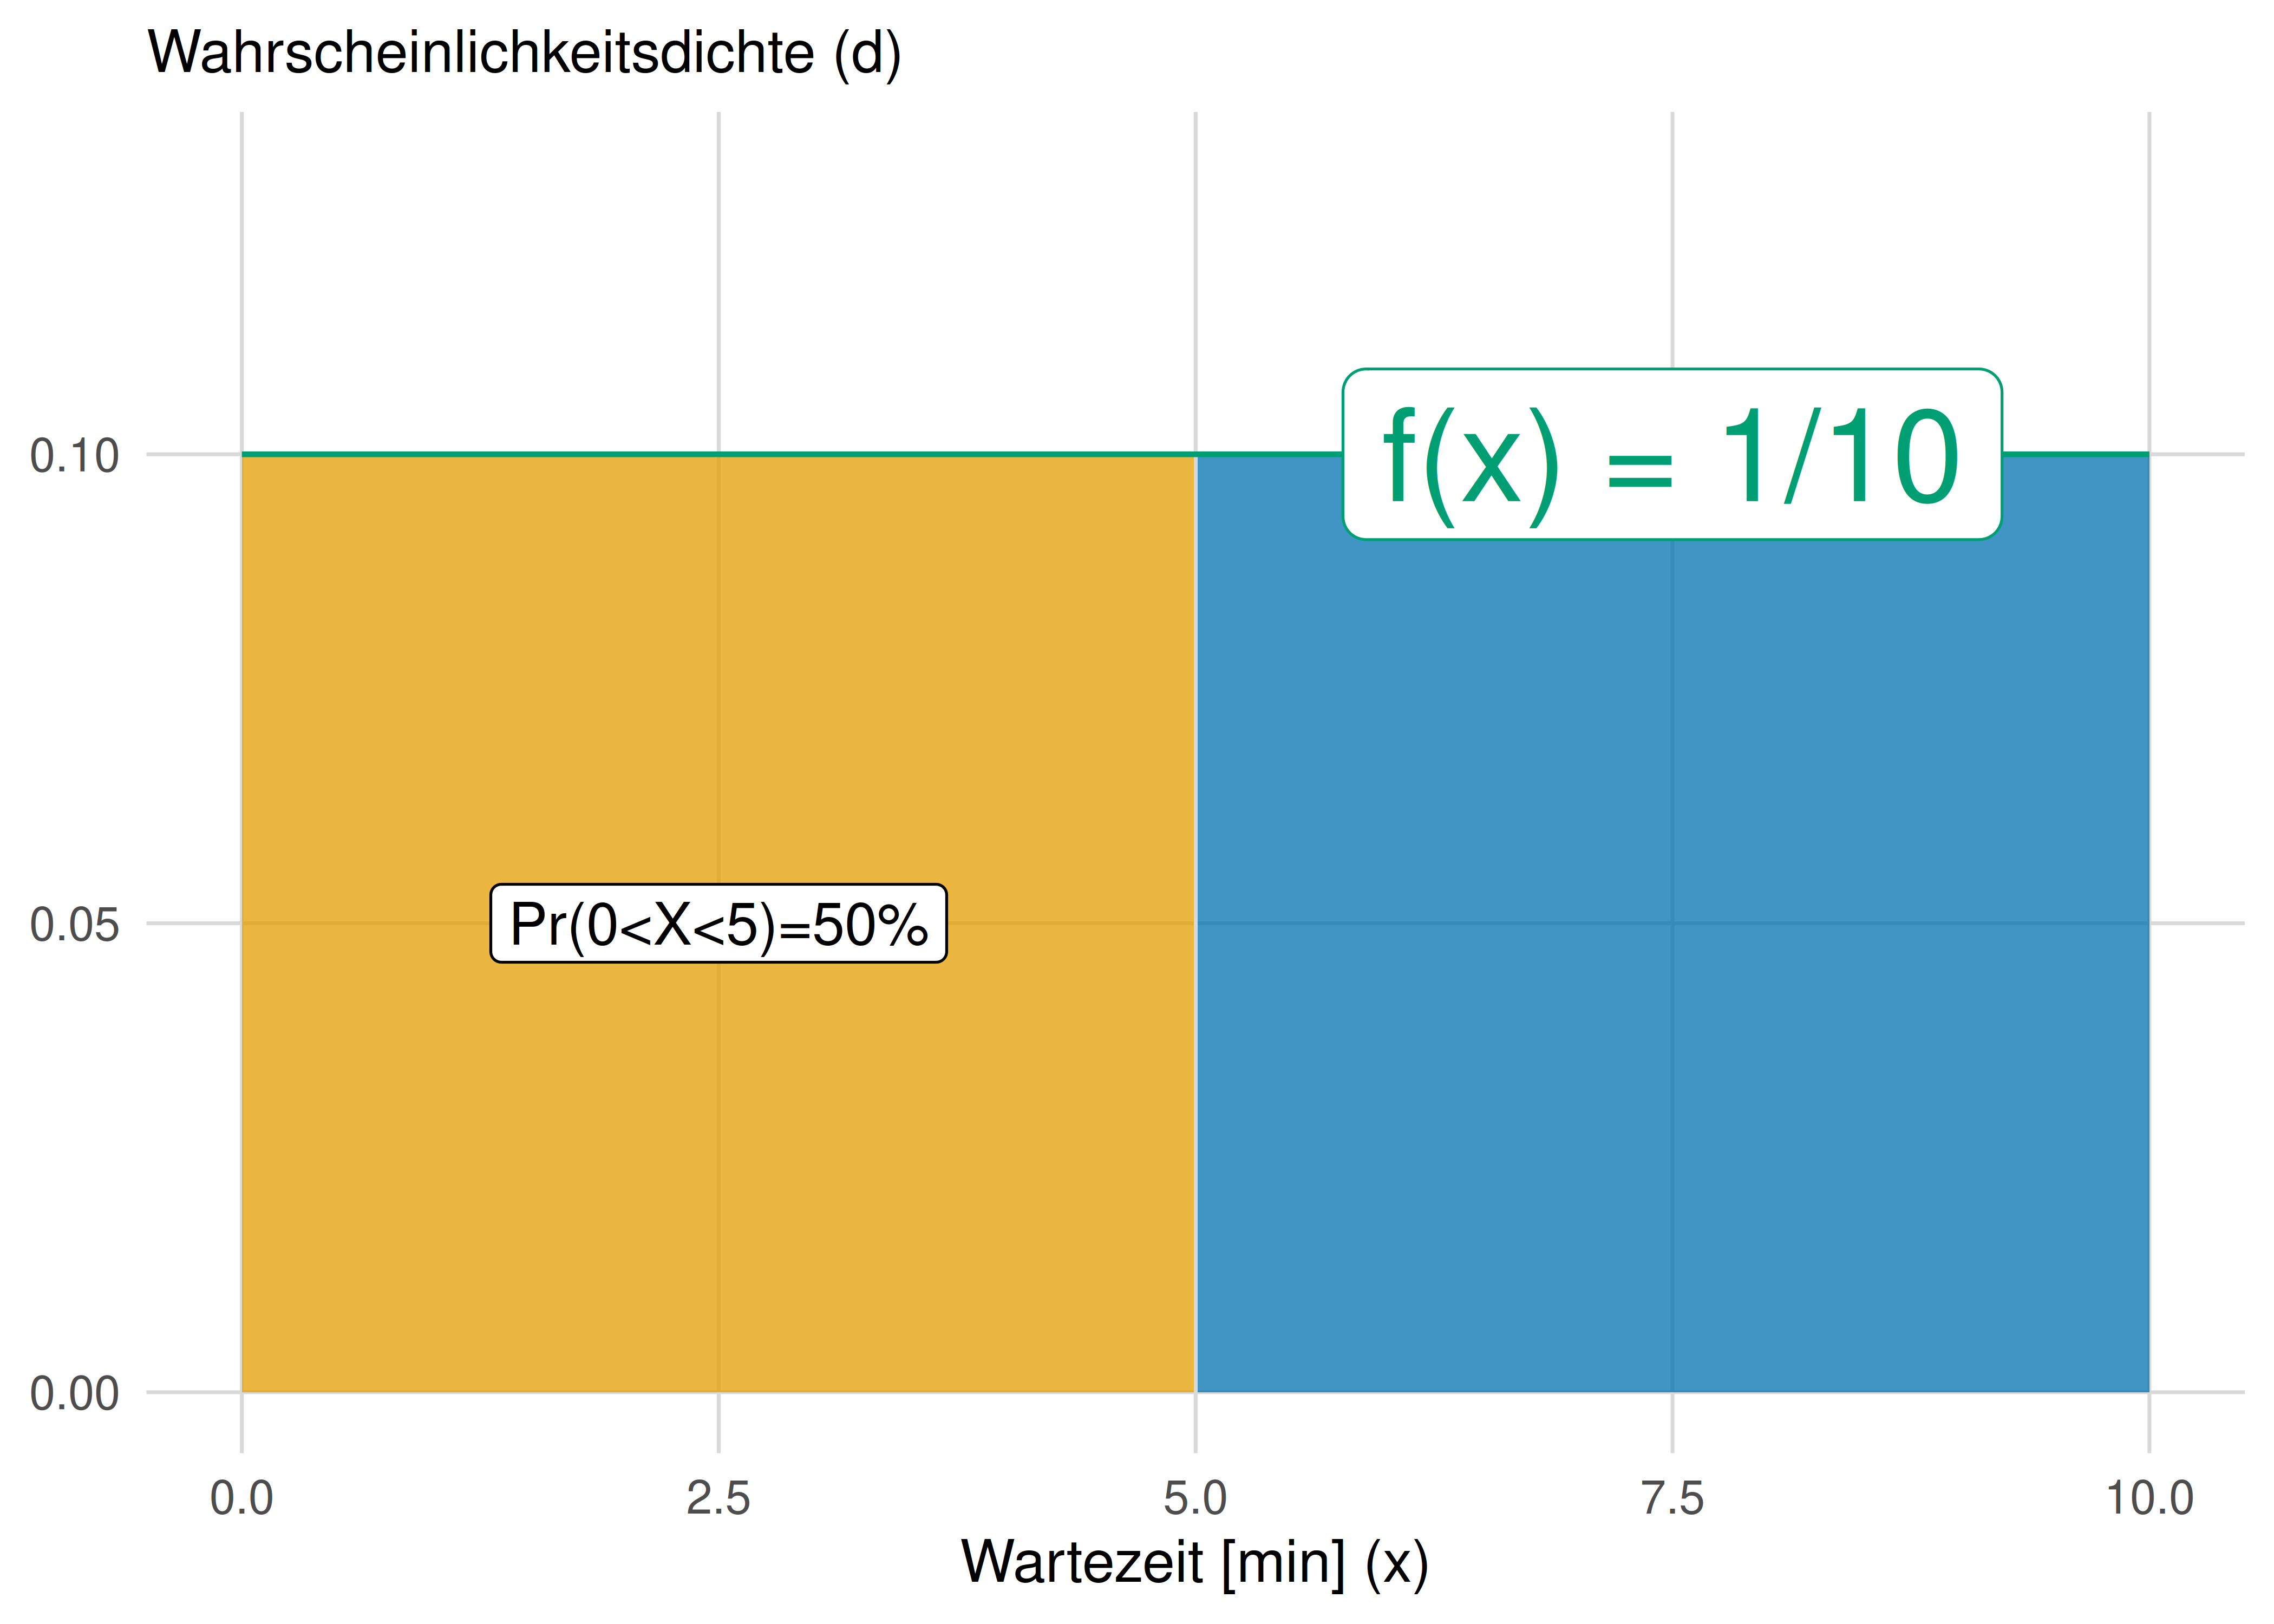 Wahrscheinlichkeitsdichte (d)
0.10
f(x) = 1/10
0.05
Pr(0<X<5)=50%
0.00
0.0 2.5 5.0 7.5 10.0
Wartezeit [min] (x)